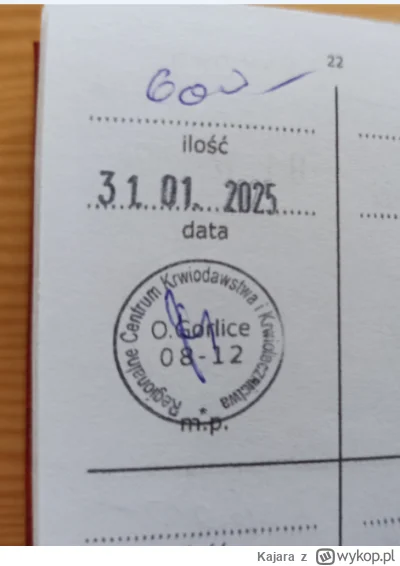 22
600
ilość
31. 01. 2025
data
Regionalne Centrum Krwiodawstwa i Krwiolecznictwa
O. Gorlice
08-12
m.p.
Kajara z wykop.pl